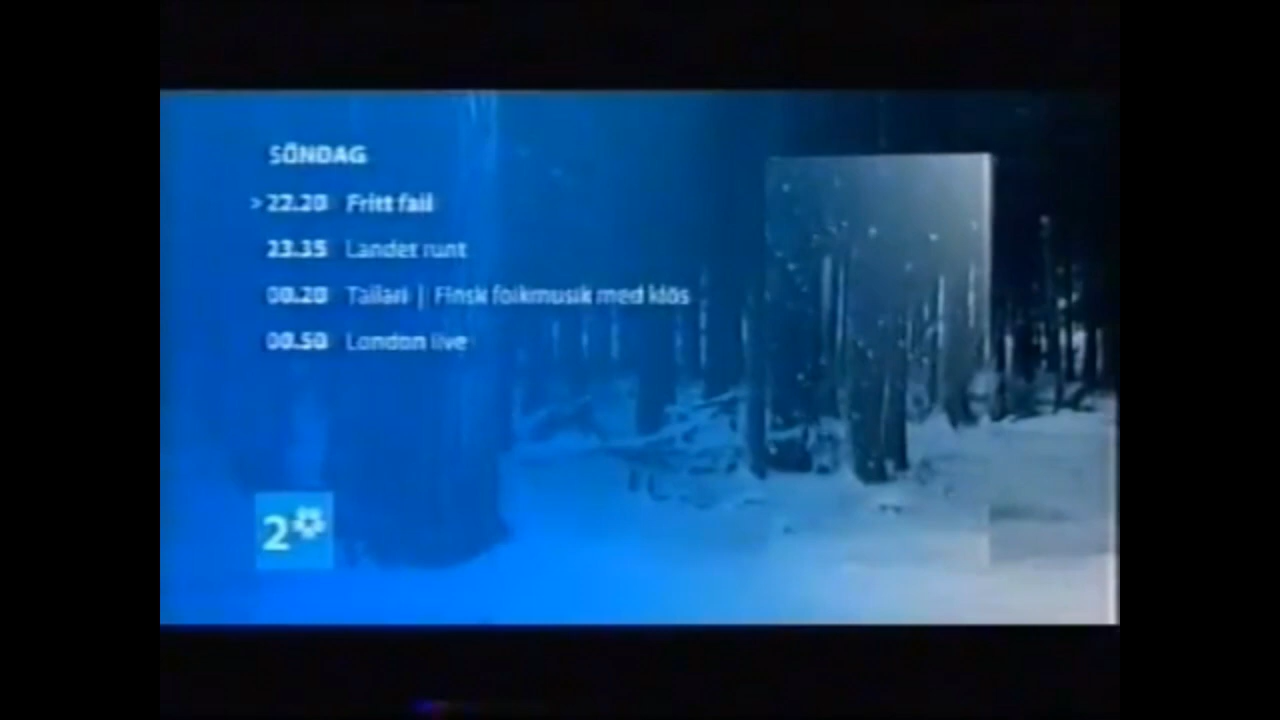 SÖNDAG
> 22.20 Fritt fall
23.35 Landet runt
00.20 Tallari | Finsk folkmusik med klös
00.50 London live
2